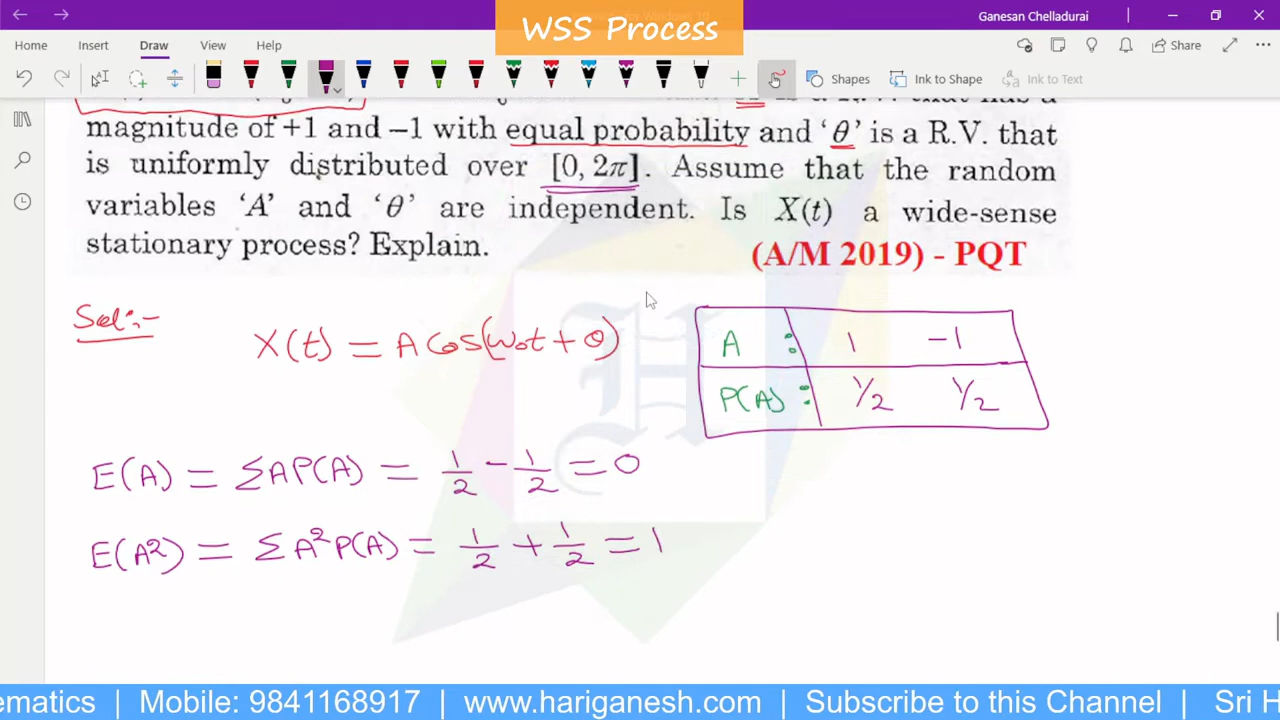 WSS Process
Ganesan Chelladurai
Home Insert Draw View Help
Share
Shapes
Ink to Shape
Ink to Text
magnitude of +1 and –1 with equal probability and ‘θ’ is a R.V. that
is uniformly distributed over [0, 2π]. Assume that the random
variables ‘A’ and ‘θ’ are independent. Is X(t) a wide-sense
stationary process? Explain.
(A/M 2019) - PQT
Sol:-
X(t) = A Cos(ω₀t + θ)
A : 1 -1
P(A) : 1/2 1/2
E(A) = ΣAP(A) = 1/2 - 1/2 = 0
E(A²) = ΣA²P(A) = 1/2 + 1/2 = 1
ematics | Mobile: 9841168917 | www.hariganesh.com | Subscribe to this Channel | Sri H